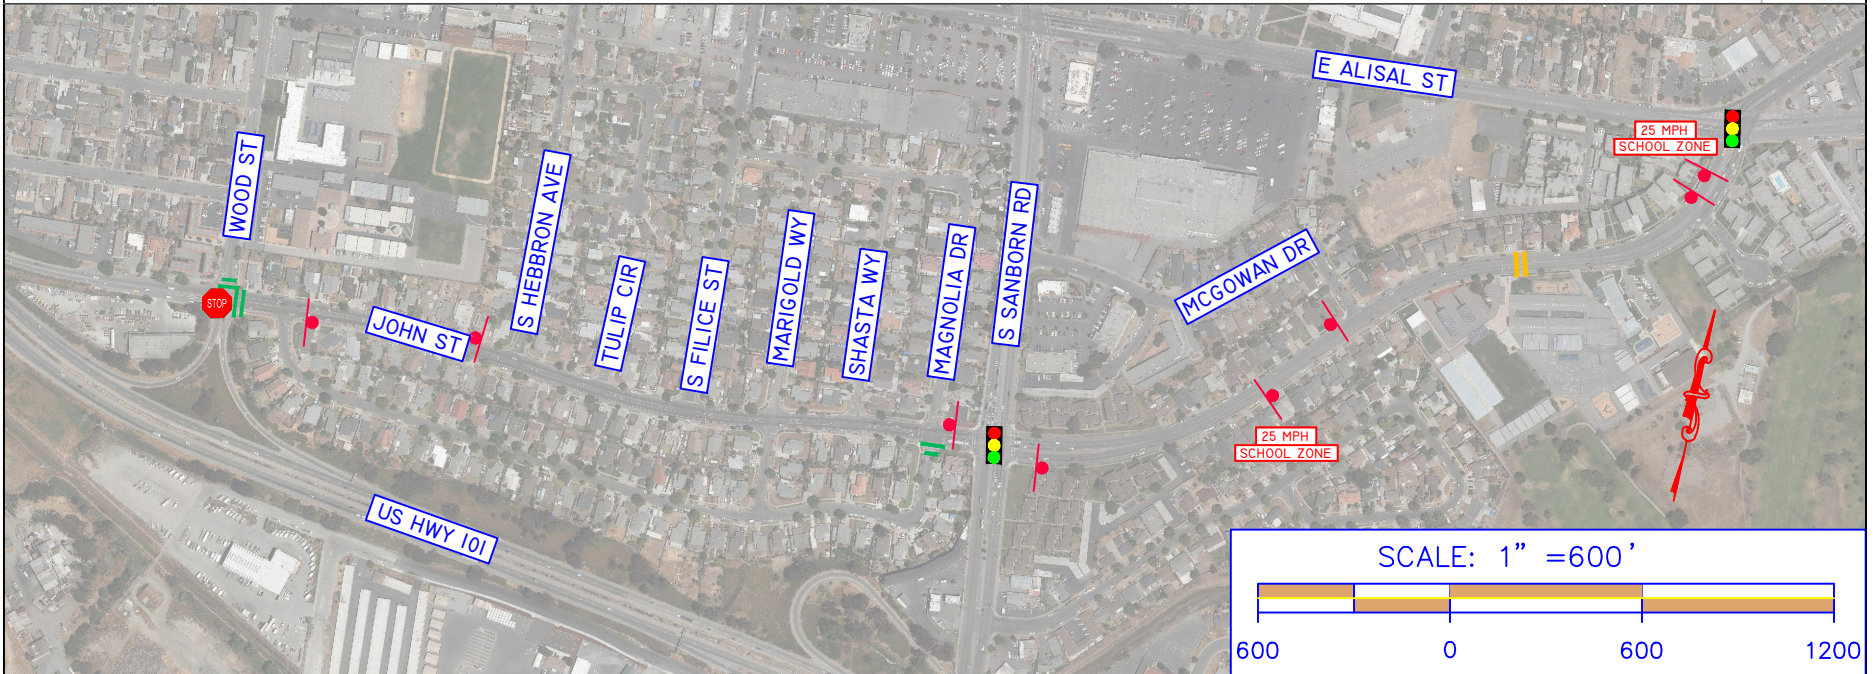 E ALISAL ST
25 MPH
SCHOOL ZONE
WOOD ST
S HEBBRON AVE
S SANBORN RD
MARIGOLD WY
MAGNOLIA DR
MCGOWAN DR
SHASTA WY
TULIP CIR
S FILICE ST
STOP
JOHN ST
25 MPH
SCHOOL ZONE
US HWY 101
SCALE: 1” =600’
600 0 600 1200